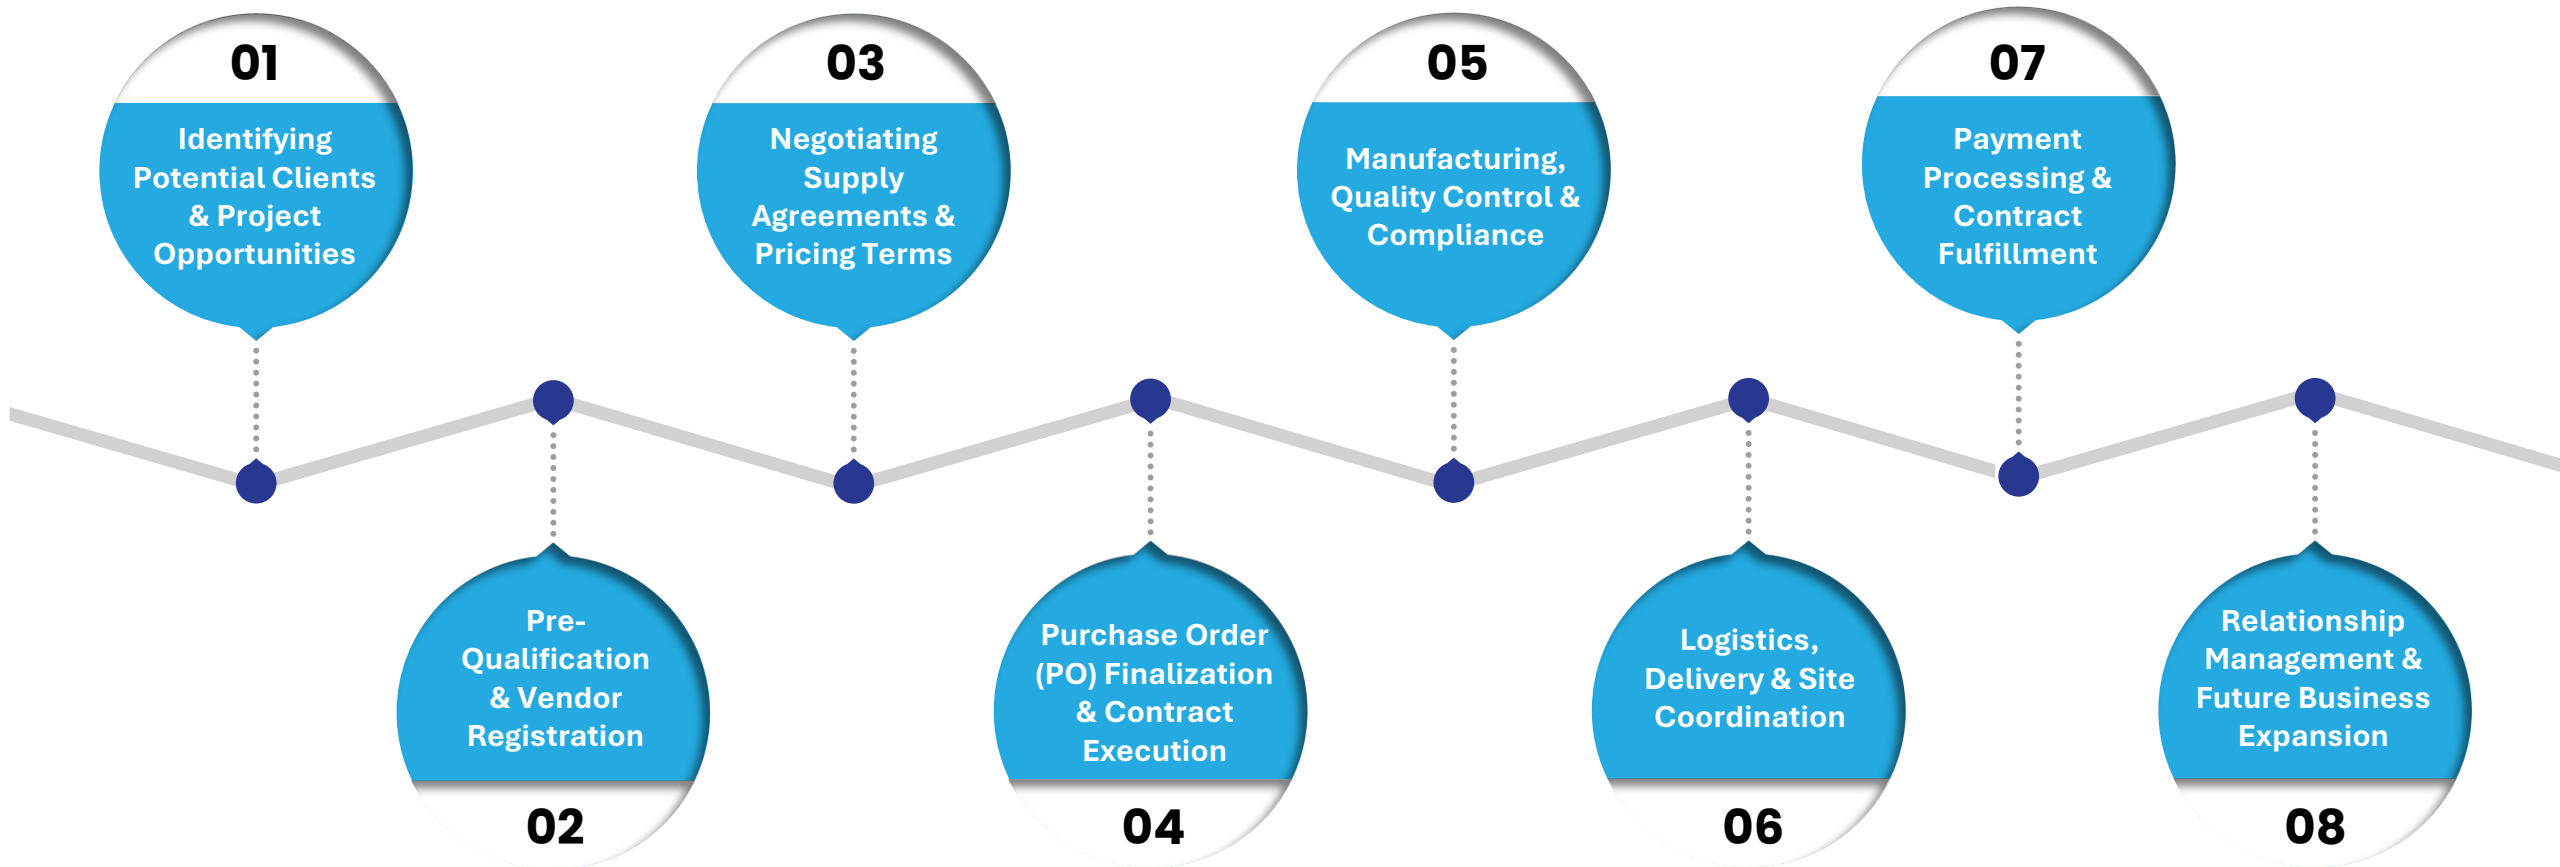 01
Identifying
Potential Clients
& Project
Opportunities
Pre-
Qualification
& Vendor
Registration
02
03
Negotiating
Supply
Agreements &
Pricing Terms
Purchase Order
(PO) Finalization
& Contract
Execution
04
05
Manufacturing,
Quality Control &
Compliance
Logistics,
Delivery & Site
Coordination
06
07
Payment
Processing &
Contract
Fulfillment
Relationship
Management &
Future Business
Expansion
08